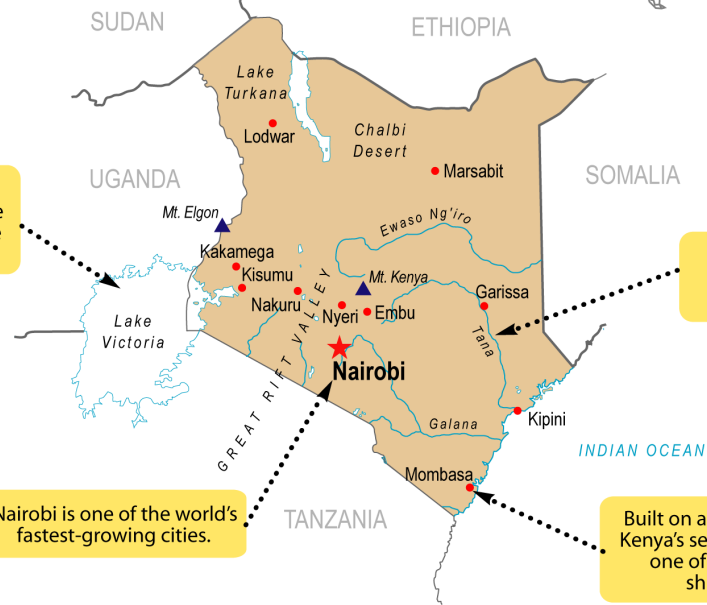 SUDAN
ETHIOPIA
Lake
Turkana
Lodwar
Chalbi
Desert
Marsabit
UGANDA
SOMALIA
Mt. Elgon
Ewaso Ng'iro
Kakamega
Kisumu
Mt. Kenya
Nakuru
Nyeri
Embu
Garissa
Lake
Victoria
Tana
GREAT RIFT VALLEY
Nairobi
Kipini
Galana
INDIAN OCEAN
Mombasa
Nairobi is one of the world's
fastest-growing cities.
TANZANIA
Built on a
Kenya's se
one of
sh